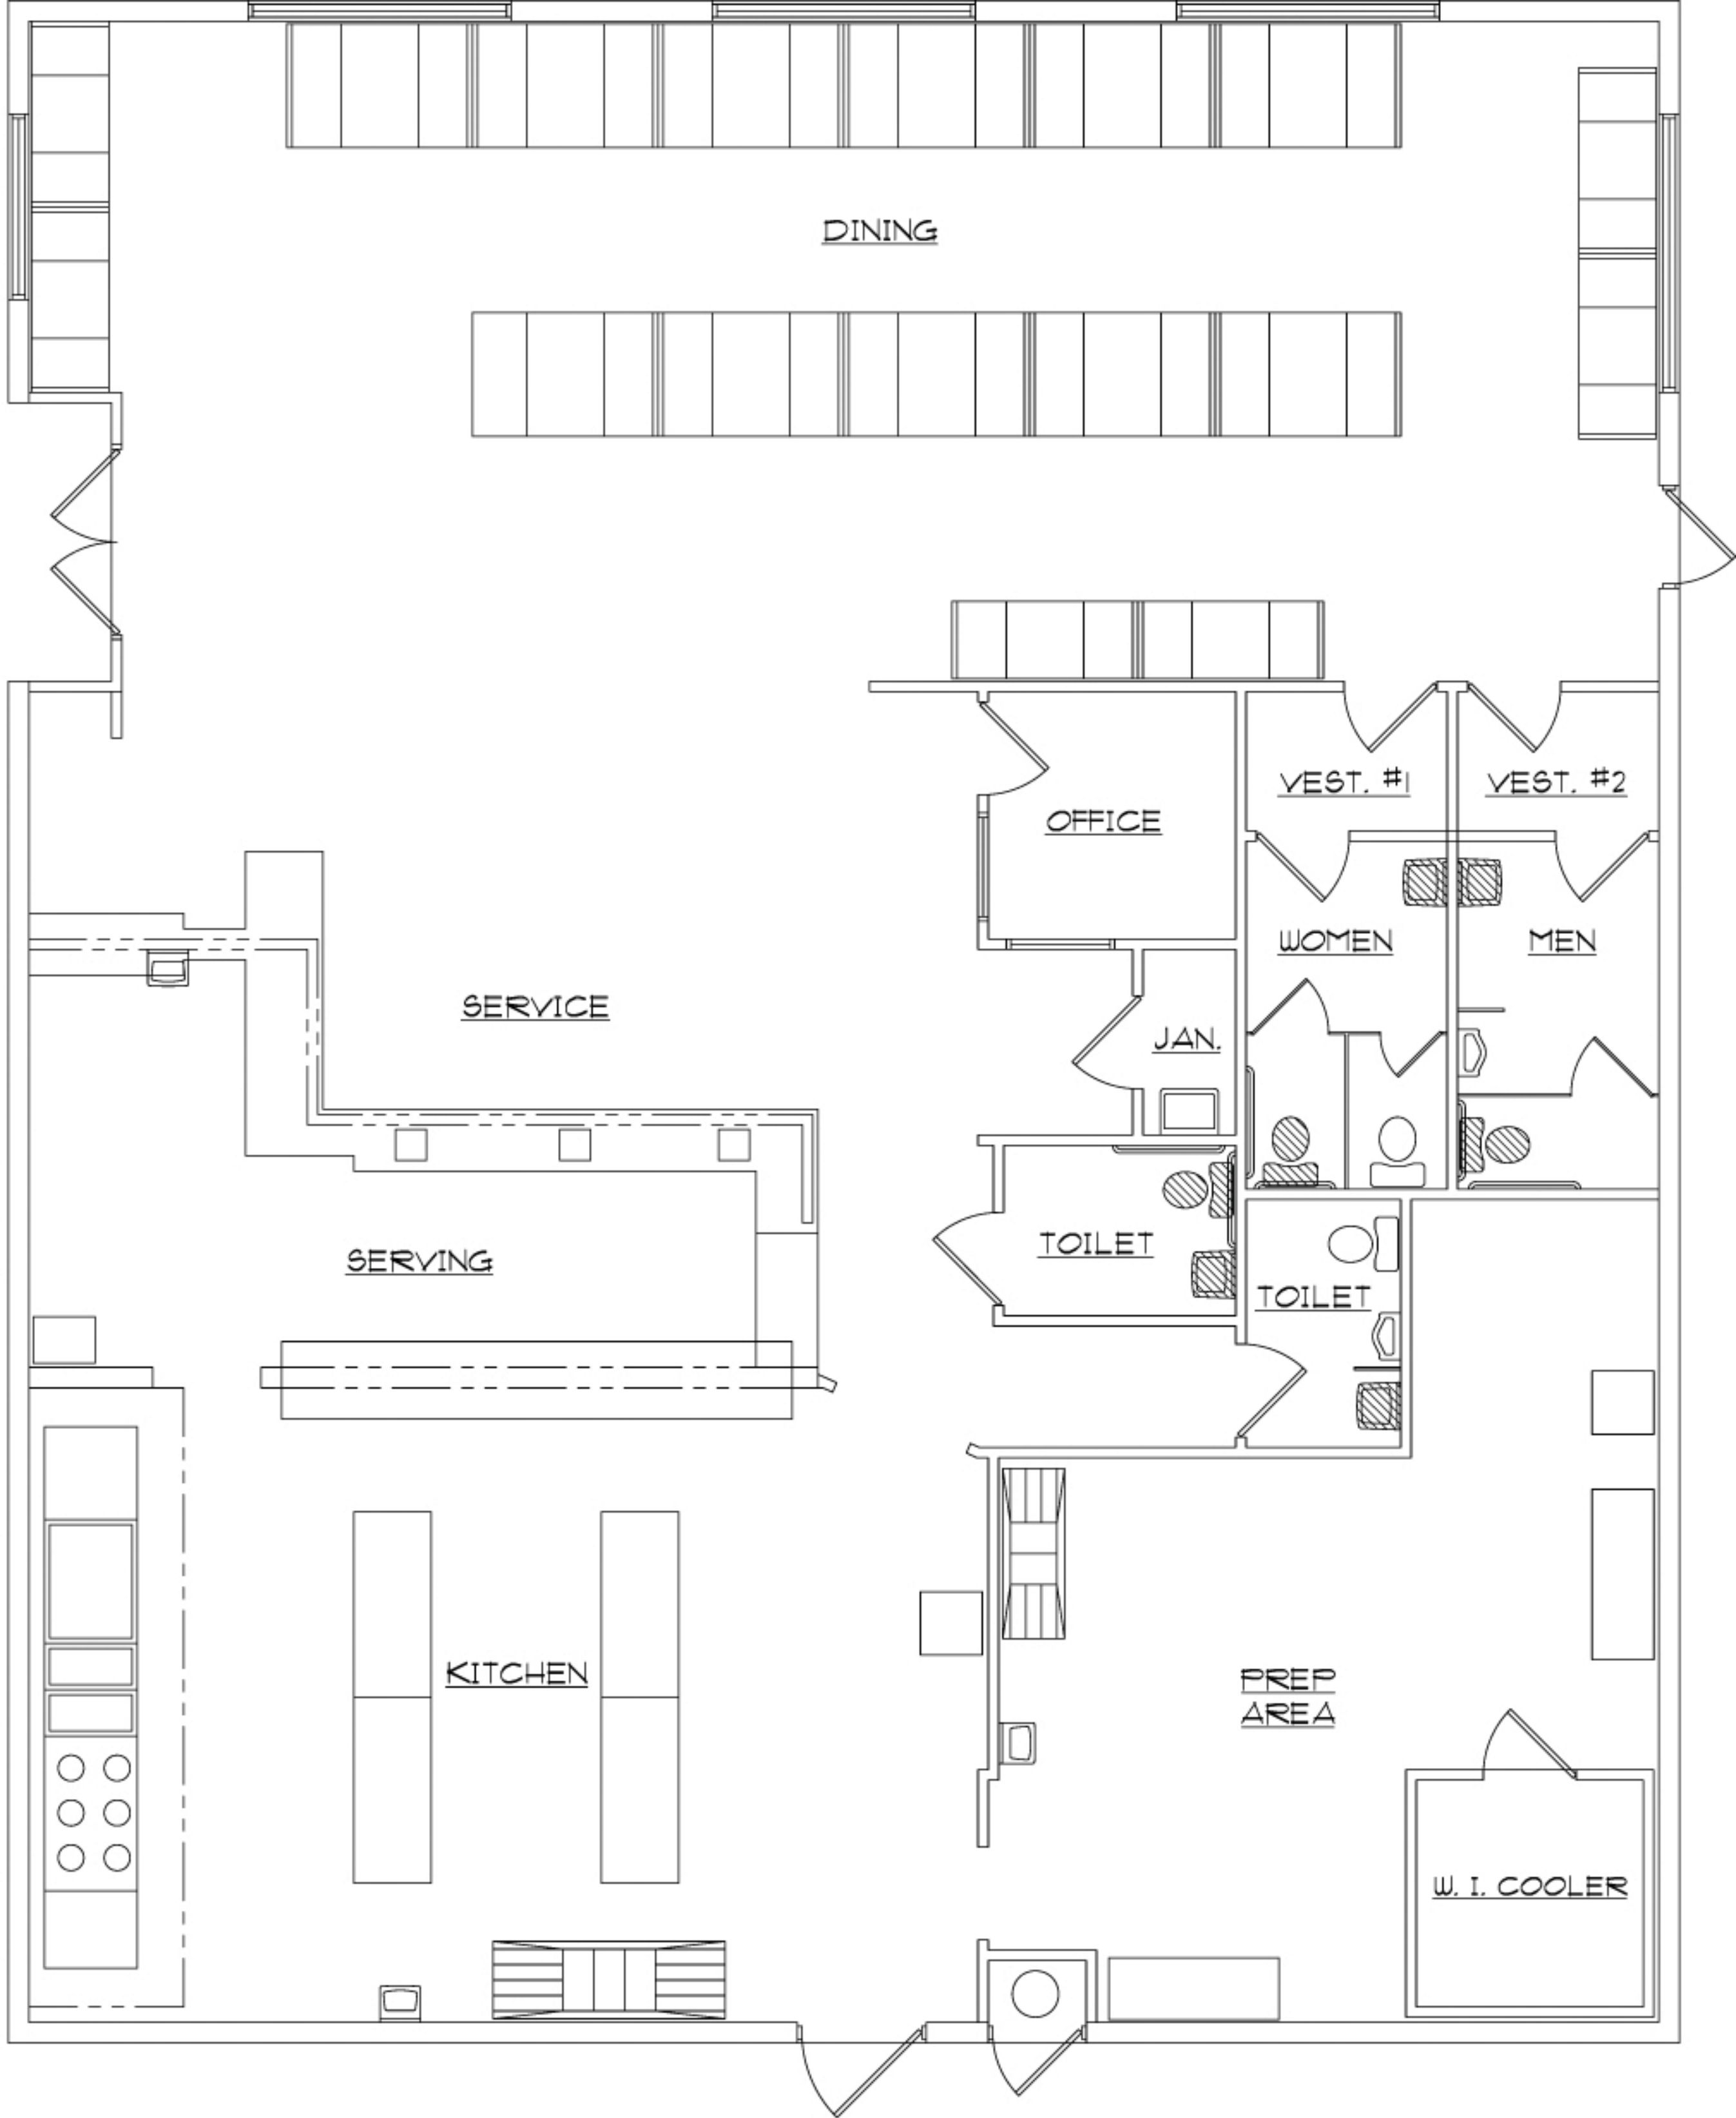 DINING
VEST. #1
VEST. #2
OFFICE
WOMEN
MEN
SERVICE
JAN.
TOILET
SERVING
TOILET
KITCHEN
PREP
AREA
W. I. COOLER